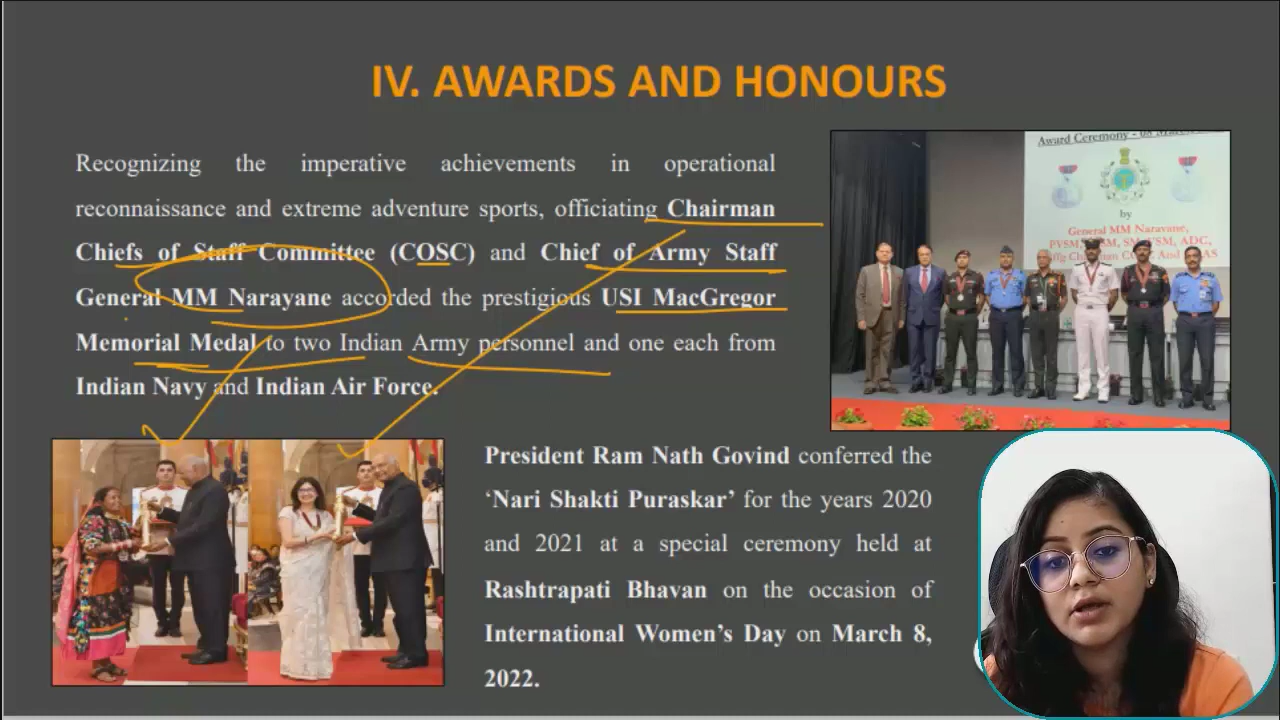 IV. AWARDS AND HONOURS
Recognizing the imperative achievements in operational
reconnaissance and extreme adventure sports, officiating Chairman
Chiefs of Staff Committee (COSC) and Chief of Army Staff
General MM Narayane accorded the prestigious USI MacGregor
Memorial Medal to two Indian Army personnel and one each from
Indian Navy and Indian Air Force.
Award Ceremony - 08
by
General MM Naravane,
President Ram Nath Govind conferred the
‘Nari Shakti Puraskar’ for the years 2020
and 2021 at a special ceremony held at
Rashtrapati Bhavan on the occasion of
International Women’s Day on March 8,
2022.